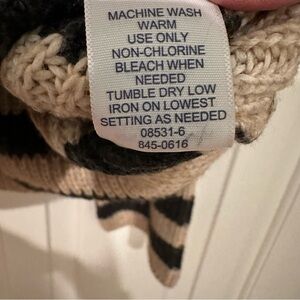 MACHINE WASH
WARM
USE ONLY
NON-CHLORINE
BLEACH WHEN
NEEDED
TUMBLE DRY LOW
IRON ON LOWEST
SETTING AS NEEDED
08531-6
845-0616